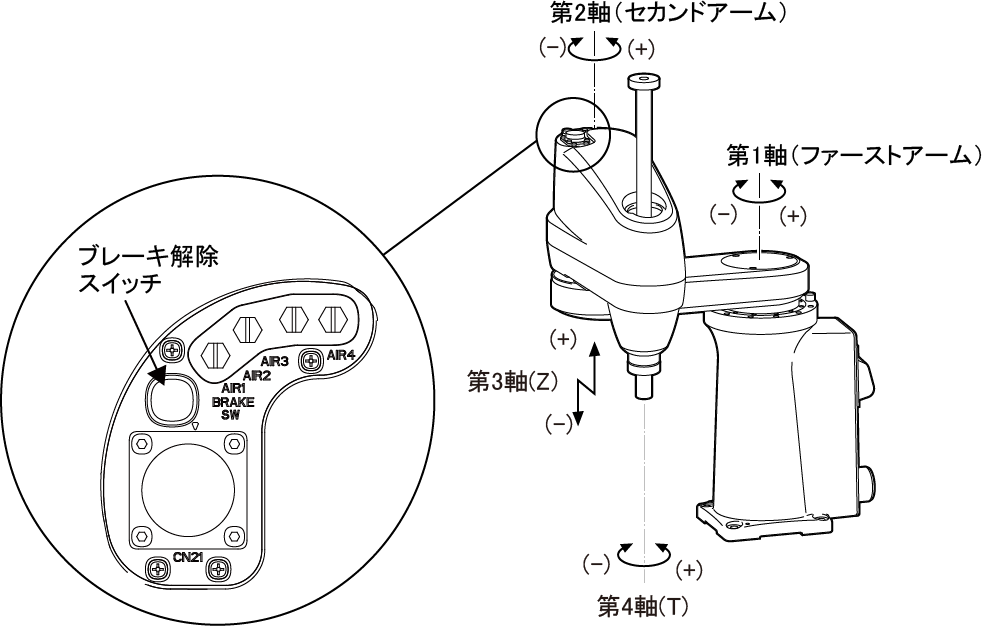 第2軸(セカンドアーム)
(-)
(+)
第1軸(ファーストアーム)
(-)
(+)
ブレーキ解除
スイッチ
AIR4
AIR3
AIR2
AIR1
BRAKE
SW
CN21
(+)
第3軸(Z)
(-)
(-)
(+)
第4軸(T)